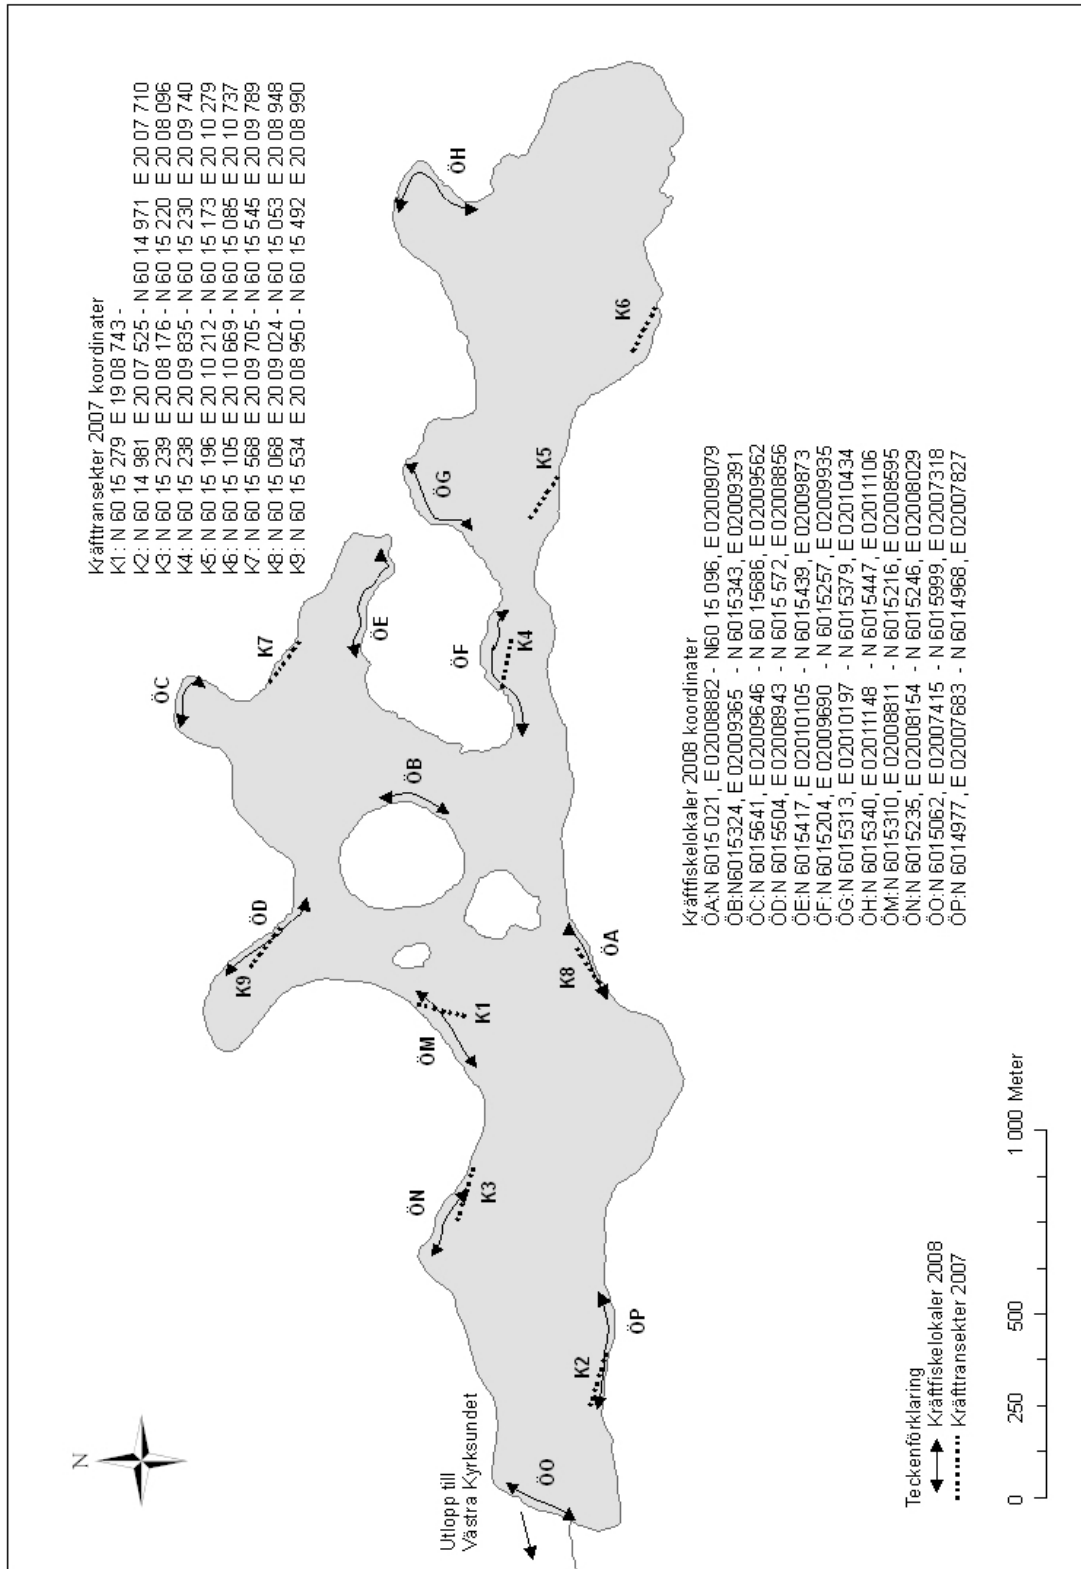 Kräfttransekter 2007 koordinater
K1: N 60 15 279 E 19 08 743 -
K2: N 60 14 981 E 20 07 525 - N 60 14 971 E 20 07 710
K3: N 60 15 239 E 20 08 176 - N 60 15 220 E 20 08 096
K4: N 60 15 238 E 20 09 835 - N 60 15 230 E 20 09 740
K5: N 60 15 196 E 20 10 212 - N 60 15 173 E 20 10 279
K6: N 60 15 105 E 20 10 669 - N 60 15 085 E 20 10 737
K7: N 60 15 568 E 20 09 705 - N 60 15 545 E 20 09 789
K8: N 60 15 068 E 20 09 024 - N 60 15 053 E 20 08 948
K9: N 60 15 534 E 20 08 950 - N 60 15 492 E 20 08 990
N
Utlopp till
Västra Kyrksundet
ÖO
K2
ÖP
ÖN
K3
ÖM
K1
K9
ÖD
K8
ÖA
ÖB
ÖC
K7
ÖE
ÖF
K4
ÖG
K5
ÖH
K6
Kräftfiskelokaler 2008 koordinater
ÖA:N 6015 021, E 02008882 - N60 15 096, E 02009079
ÖB:N6015324, E 02009365 - N 6015343, E 02009391
ÖC:N 6015641, E 02009646 - N 60 15686, E 02009562
ÖD:N 6015504, E 02008943 - N 6015 572, E 02008856
ÖE:N 6015417, E 02010105 - N 6015439, E 02009873
ÖF:N 6015204, E 02009690 - N 6015257, E 02009935
ÖG:N 6015313, E 02010197 - N 6015379, E 02010434
ÖH:N 6015340, E 02011148 - N 6015447, E 02011106
ÖM:N 6015310, E 02008811 - N 6015216, E 02008595
ÖN:N 6015235, E 02008154 - N 6015246, E 02008029
ÖO:N 6015062, E 02007415 - N 6015999, E 02007318
ÖP:N 6014977, E 02007683 - N 6014968, E 02007827
Teckenförklaring
Kräftfiskelokaler 2008
Kräfttransekter 2007
0 250 500 1 000 Meter